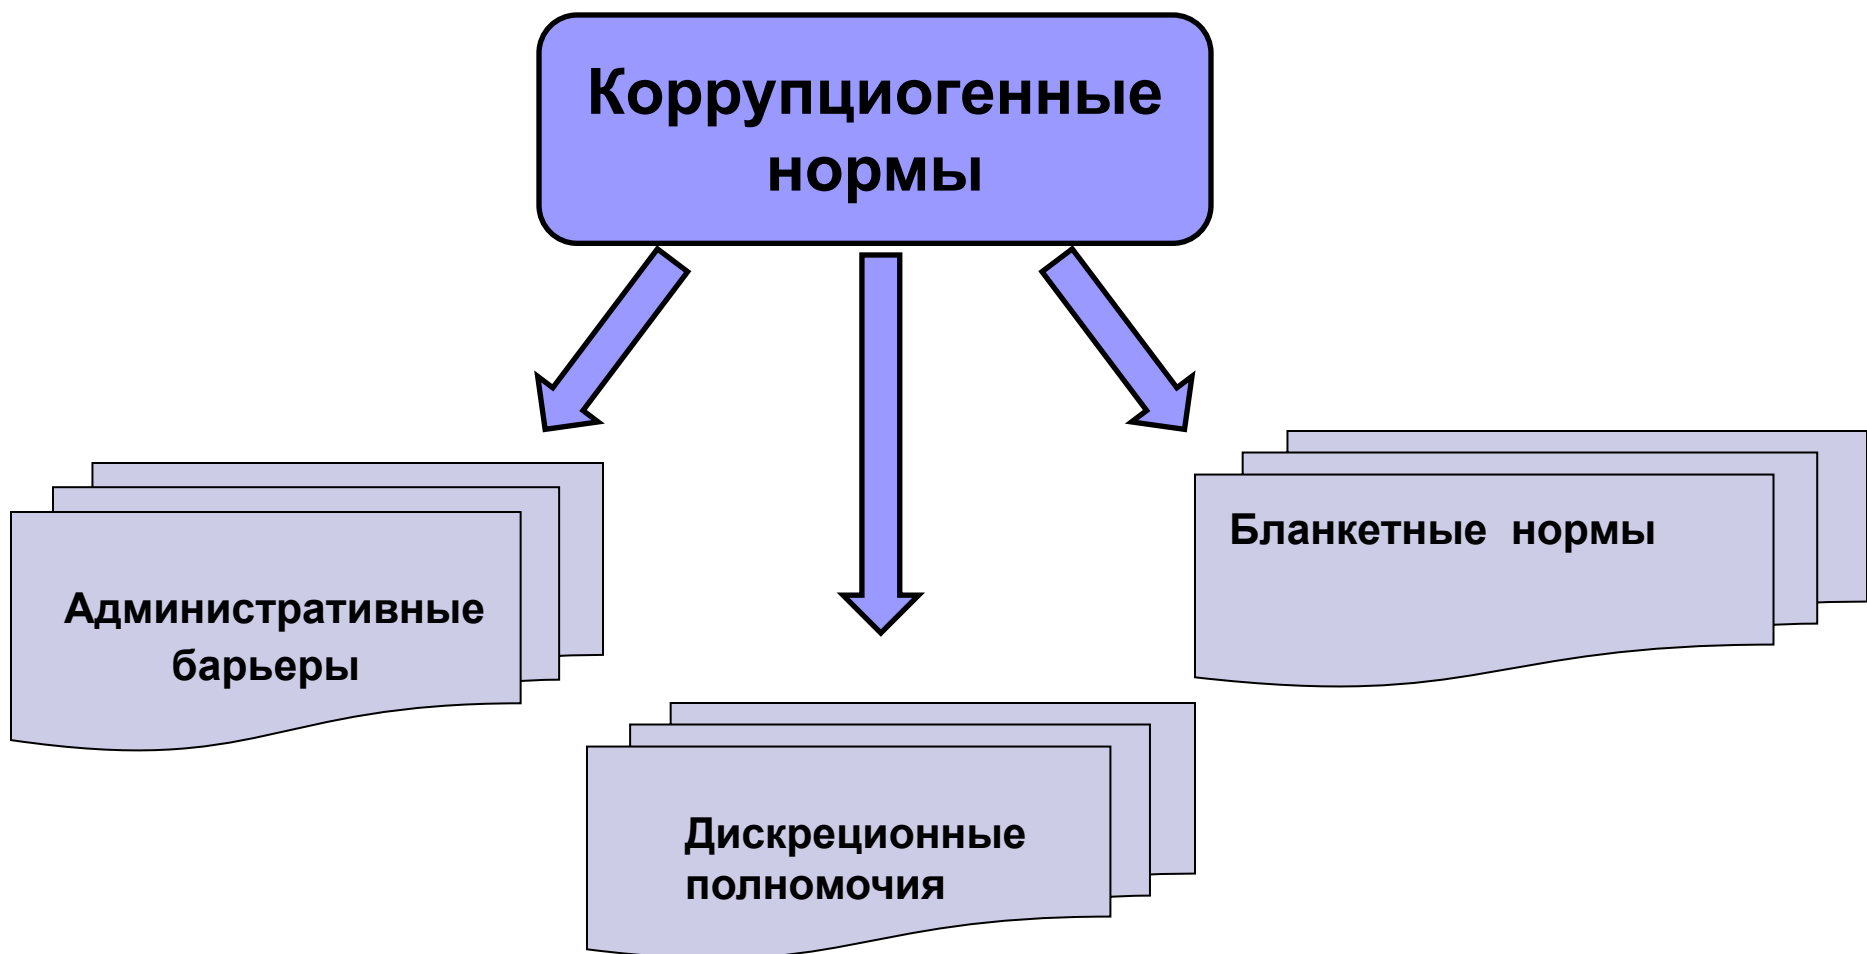 Коррупциогенные
нормы
Бланкетные нормы
Административные
барьеры
Дискреционные
полномочия